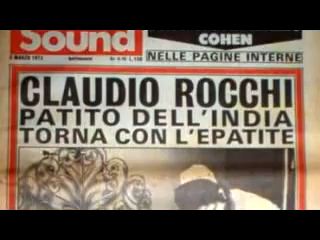 Sound
COHEN
NELLE PAGINE INTERNE
CLAUDIO ROCCHI
PATITO DELL'INDIA
TORNA CON L'EPATITE